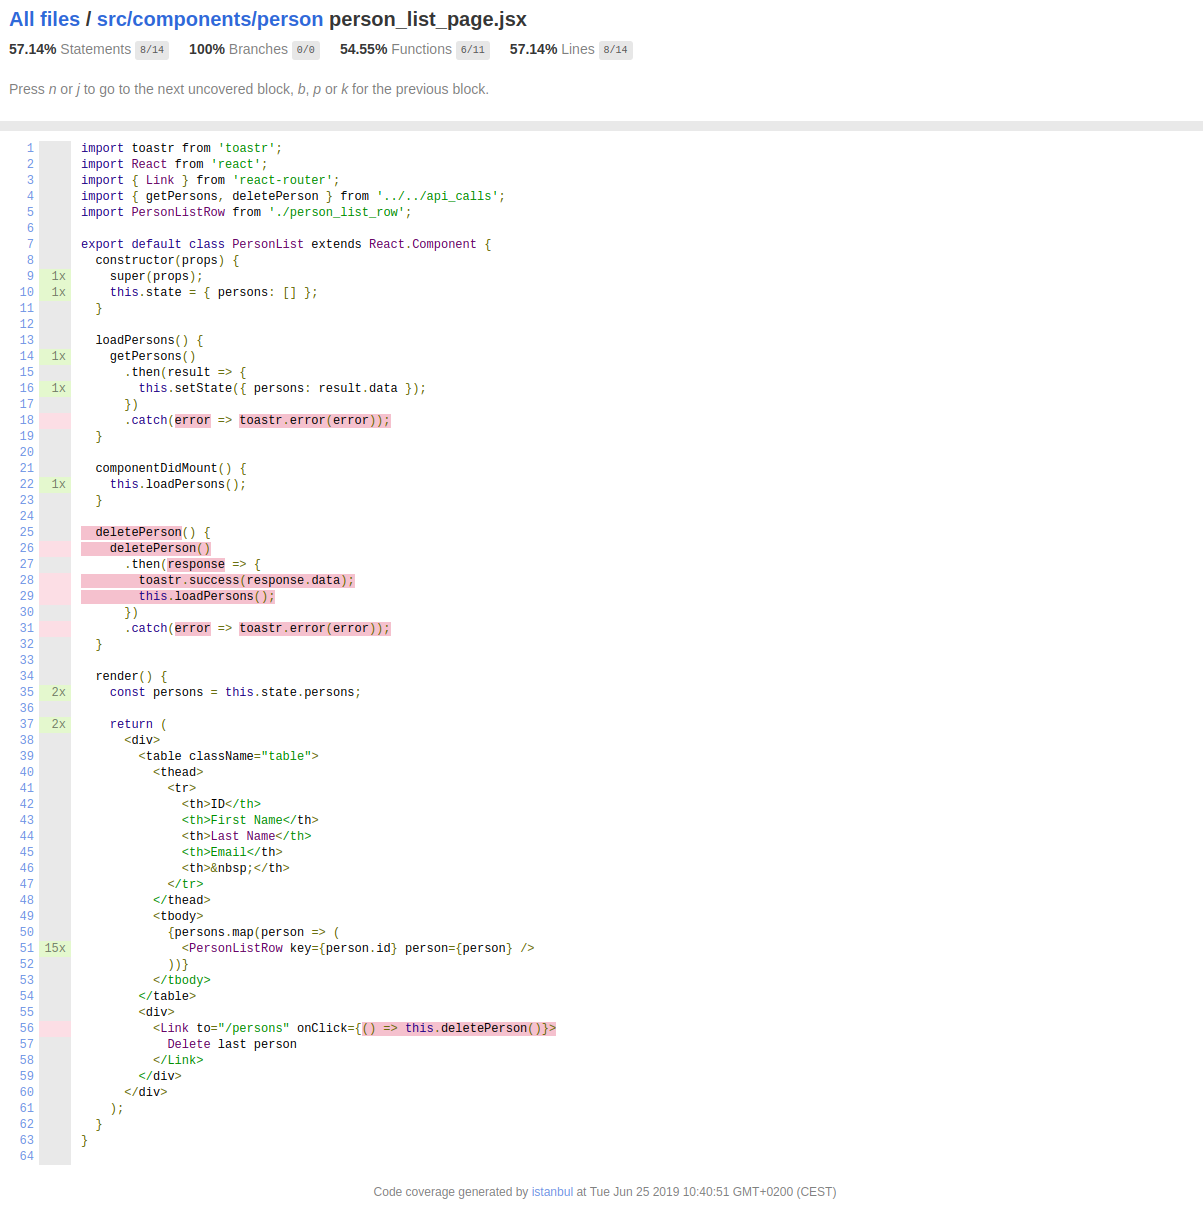 All files / src/components/person person_list_page.jsx
57.14% Statements 8/14 100% Branches 0/0 54.55% Functions 6/11 57.14% Lines 8/14
Press n or j to go to the next uncovered block, b, p or k for the previous block.
1 import toastr from 'toastr';
2 import React from 'react';
3 import { Link } from 'react-router';
4 import { getPersons, deletePerson } from '../../api_calls';
5 import PersonListRow from './person_list_row';
6
7 export default class PersonList extends React.Component {
8   constructor(props) {
9 1x     super(props);
10 1x     this.state = { persons: [] };
11   }
12
13   loadPersons() {
14 1x     getPersons()
15       .then(result => {
16 1x         this.setState({ persons: result.data });
17       })
18       .catch(error => toastr.error(error));
19   }
20
21   componentDidMount() {
22 1x     this.loadPersons();
23   }
24
25   deletePerson() {
26     deletePerson()
27       .then(response => {
28         toastr.success(response.data);
29         this.loadPersons();
30       })
31       .catch(error => toastr.error(error));
32   }
33
34   render() {
35 2x     const persons = this.state.persons;
36
37 2x     return (
38       <div>
39         <table className="table">
40           <thead>
41             <tr>
42               <th>ID</th>
43               <th>First Name</th>
44               <th>Last Name</th>
45               <th>Email</th>
46               <th>&nbsp;</th>
47             </tr>
48           </thead>
49           <tbody>
50             {persons.map(person => (
51 15x               <PersonListRow key={person.id} person={person} />
52             ))}
53           </tbody>
54         </table>
55         <div>
56           <Link to="/persons" onClick={() => this.deletePerson()}>
57             Delete last person
58           </Link>
59         </div>
60       </div>
61     );
62   }
63 }
64
Code coverage generated by istanbul at Tue Jun 25 2019 10:40:51 GMT+0200 (CEST)